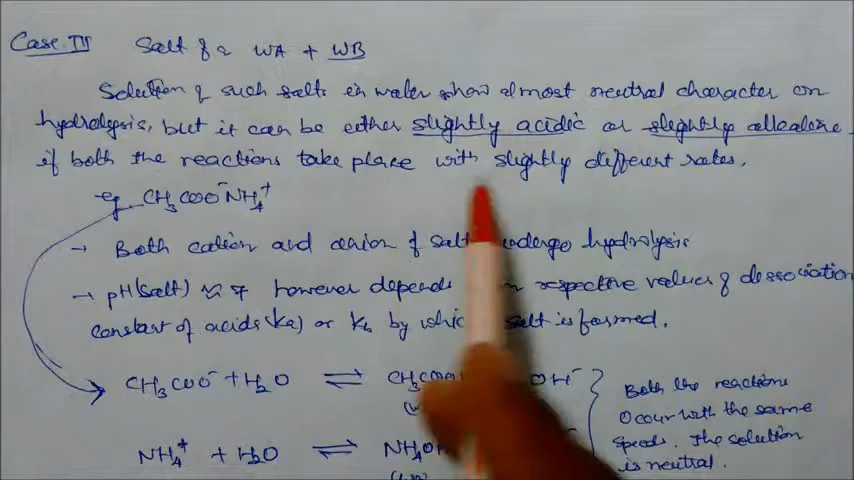 Case III Salt of a WA + WB
Solution of such salts in water show almost neutral character on
hydrolysis, but it can be either slightly acidic or slightly alkaline
if both the reactions take place with slightly different rates.
eg CH₃COO⁻NH₄⁺
→ Both cation and anion of salt undergo hydrolysis
→ pH(salt) ≈ 7 however depends respective values of dissociation
constant of acids (Ka) or Kb by which salt is formed.
CH₃COO⁻ + H₂O ⇌ CH₃COO OH⁻
NH₄⁺ + H₂O ⇌ NH₄OH
Both the reactions
Occur with the same
speeds. The solution
is neutral.